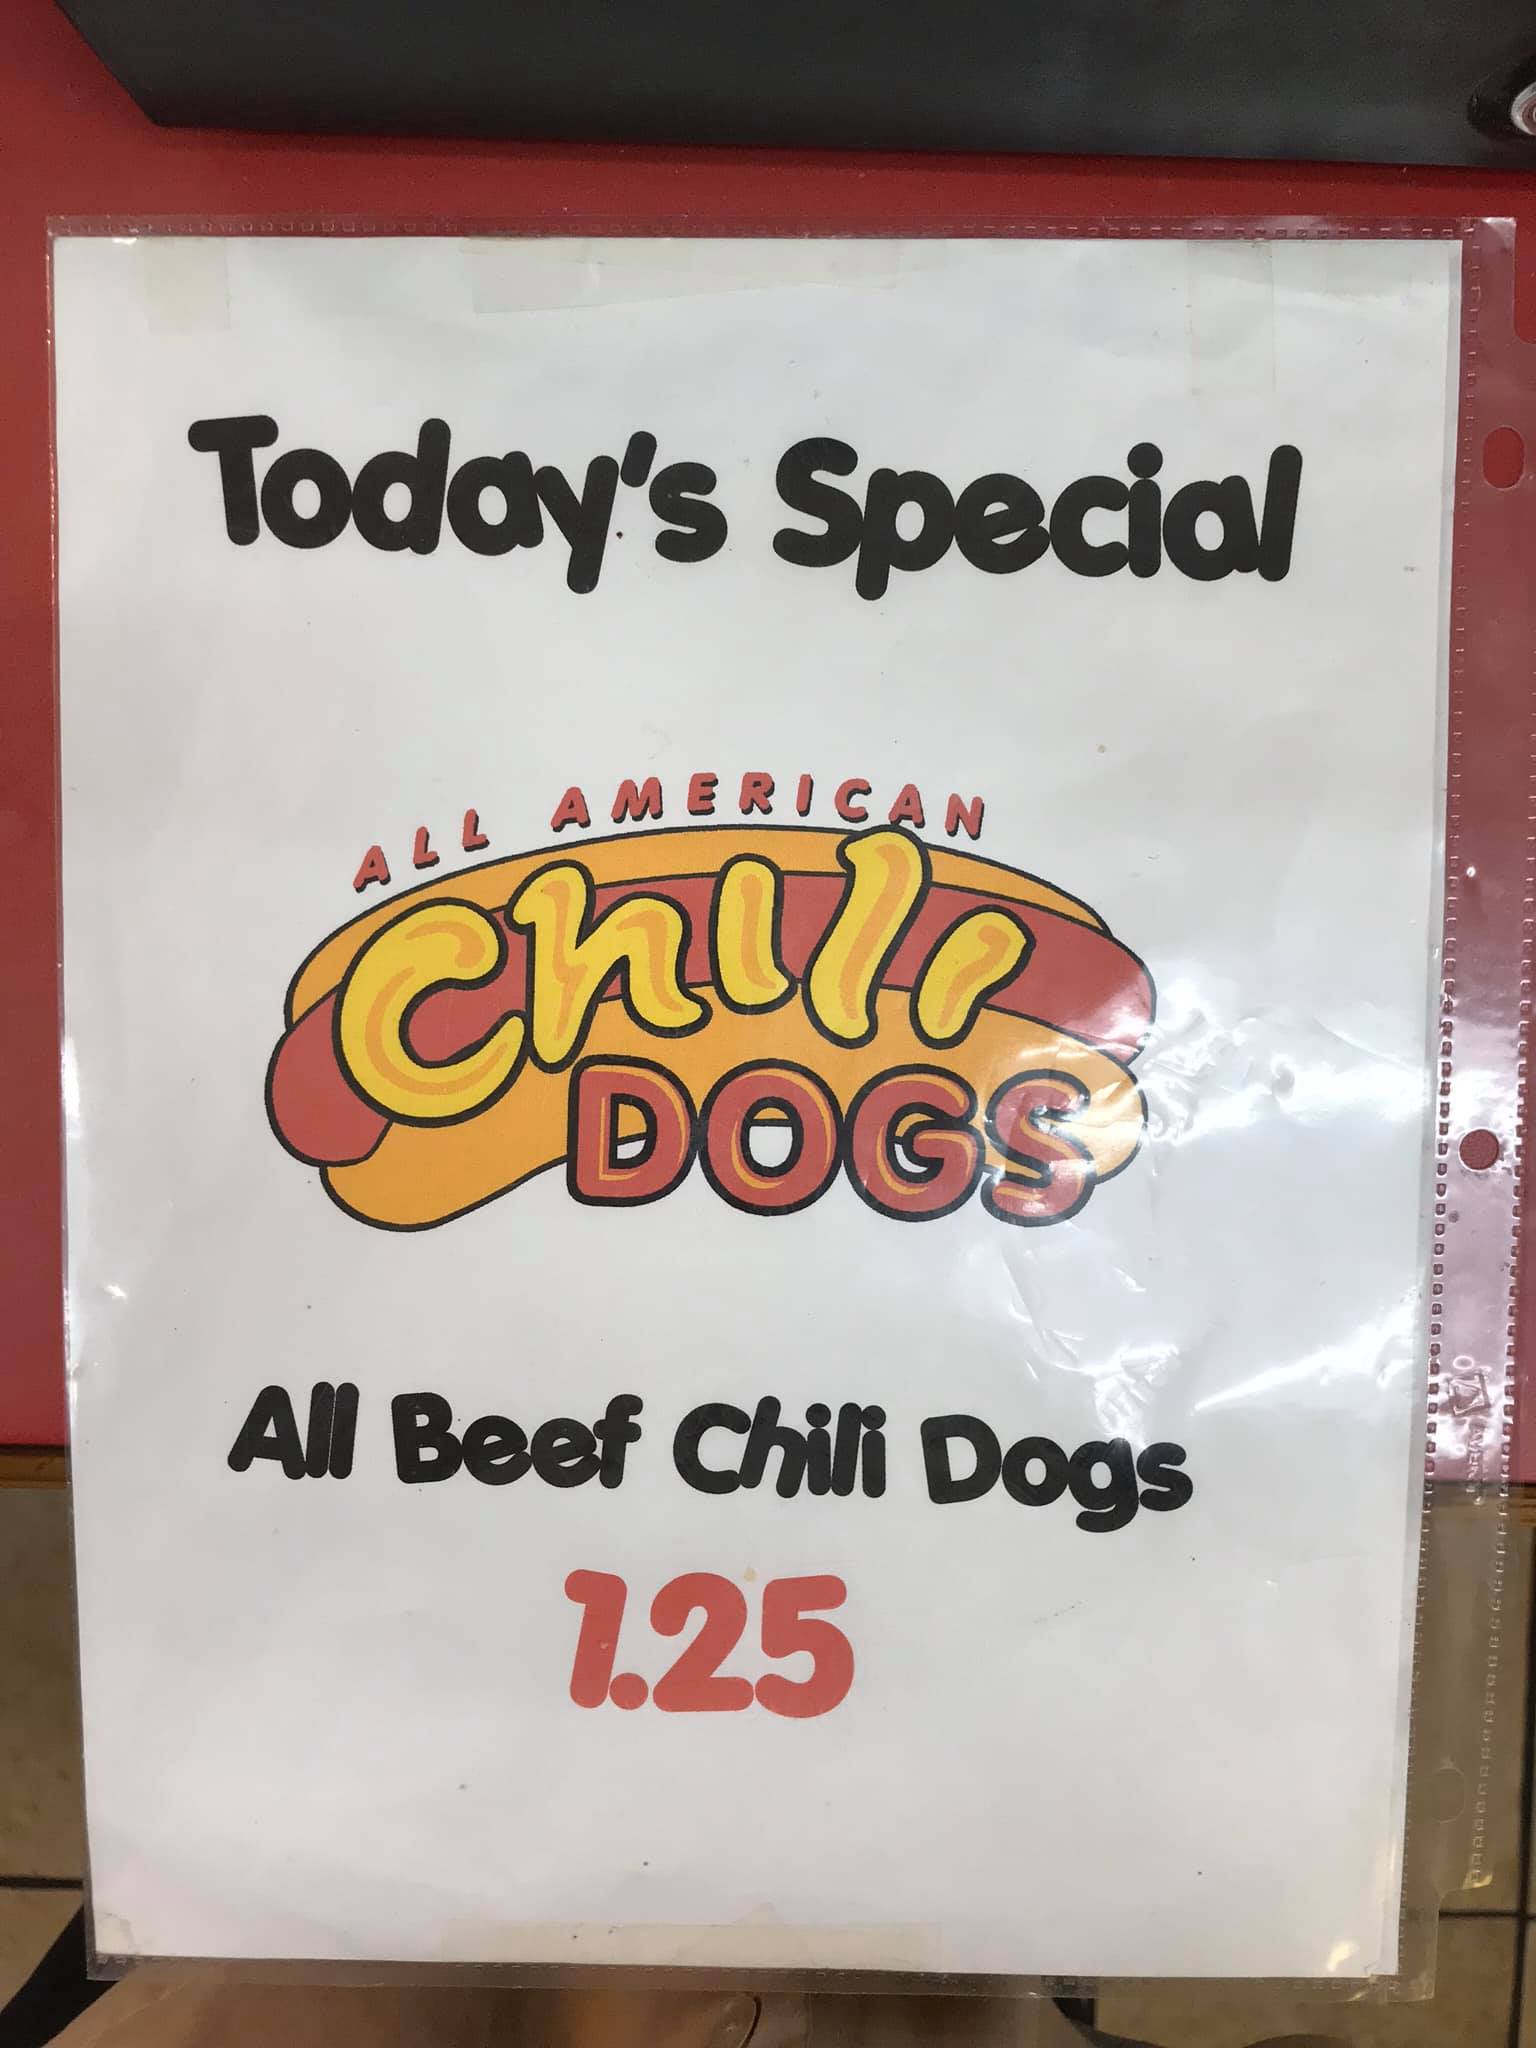 Today's Special
ALL AMERICAN
Chili
DOGS
All Beef Chili Dogs
1.25